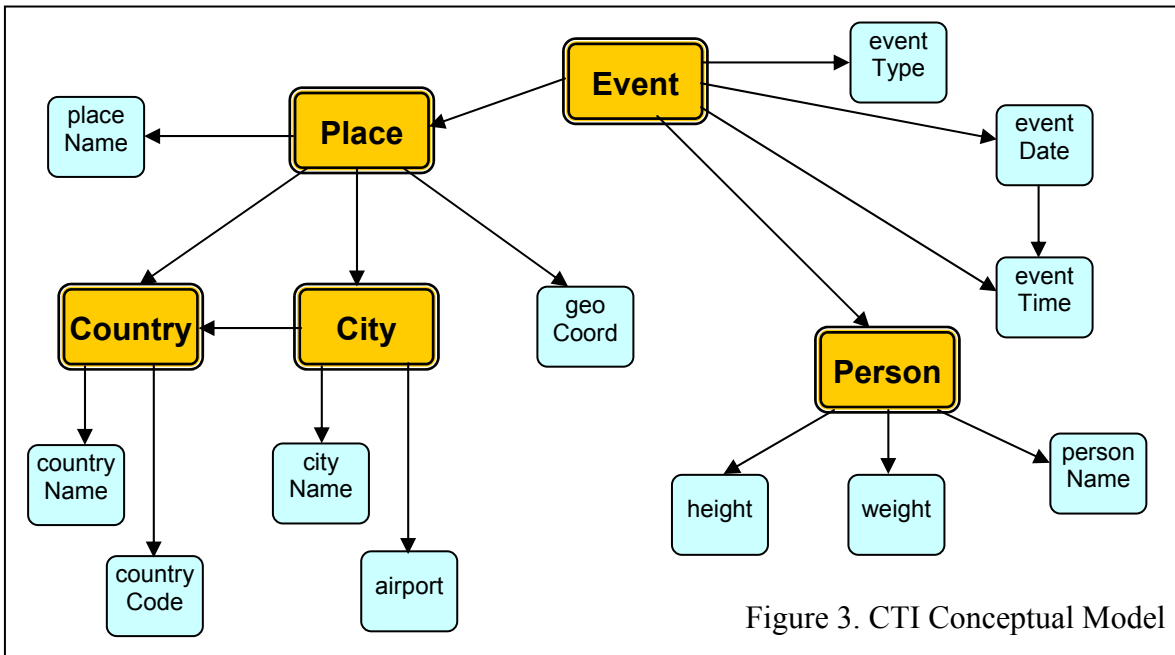 event
Type
Event
place
Name
Place
event
Date
event
Time
Country
City
geo
Coord
Person
country
Name
city
Name
person
Name
height
weight
country
Code
airport
Figure 3. CTI Conceptual Model